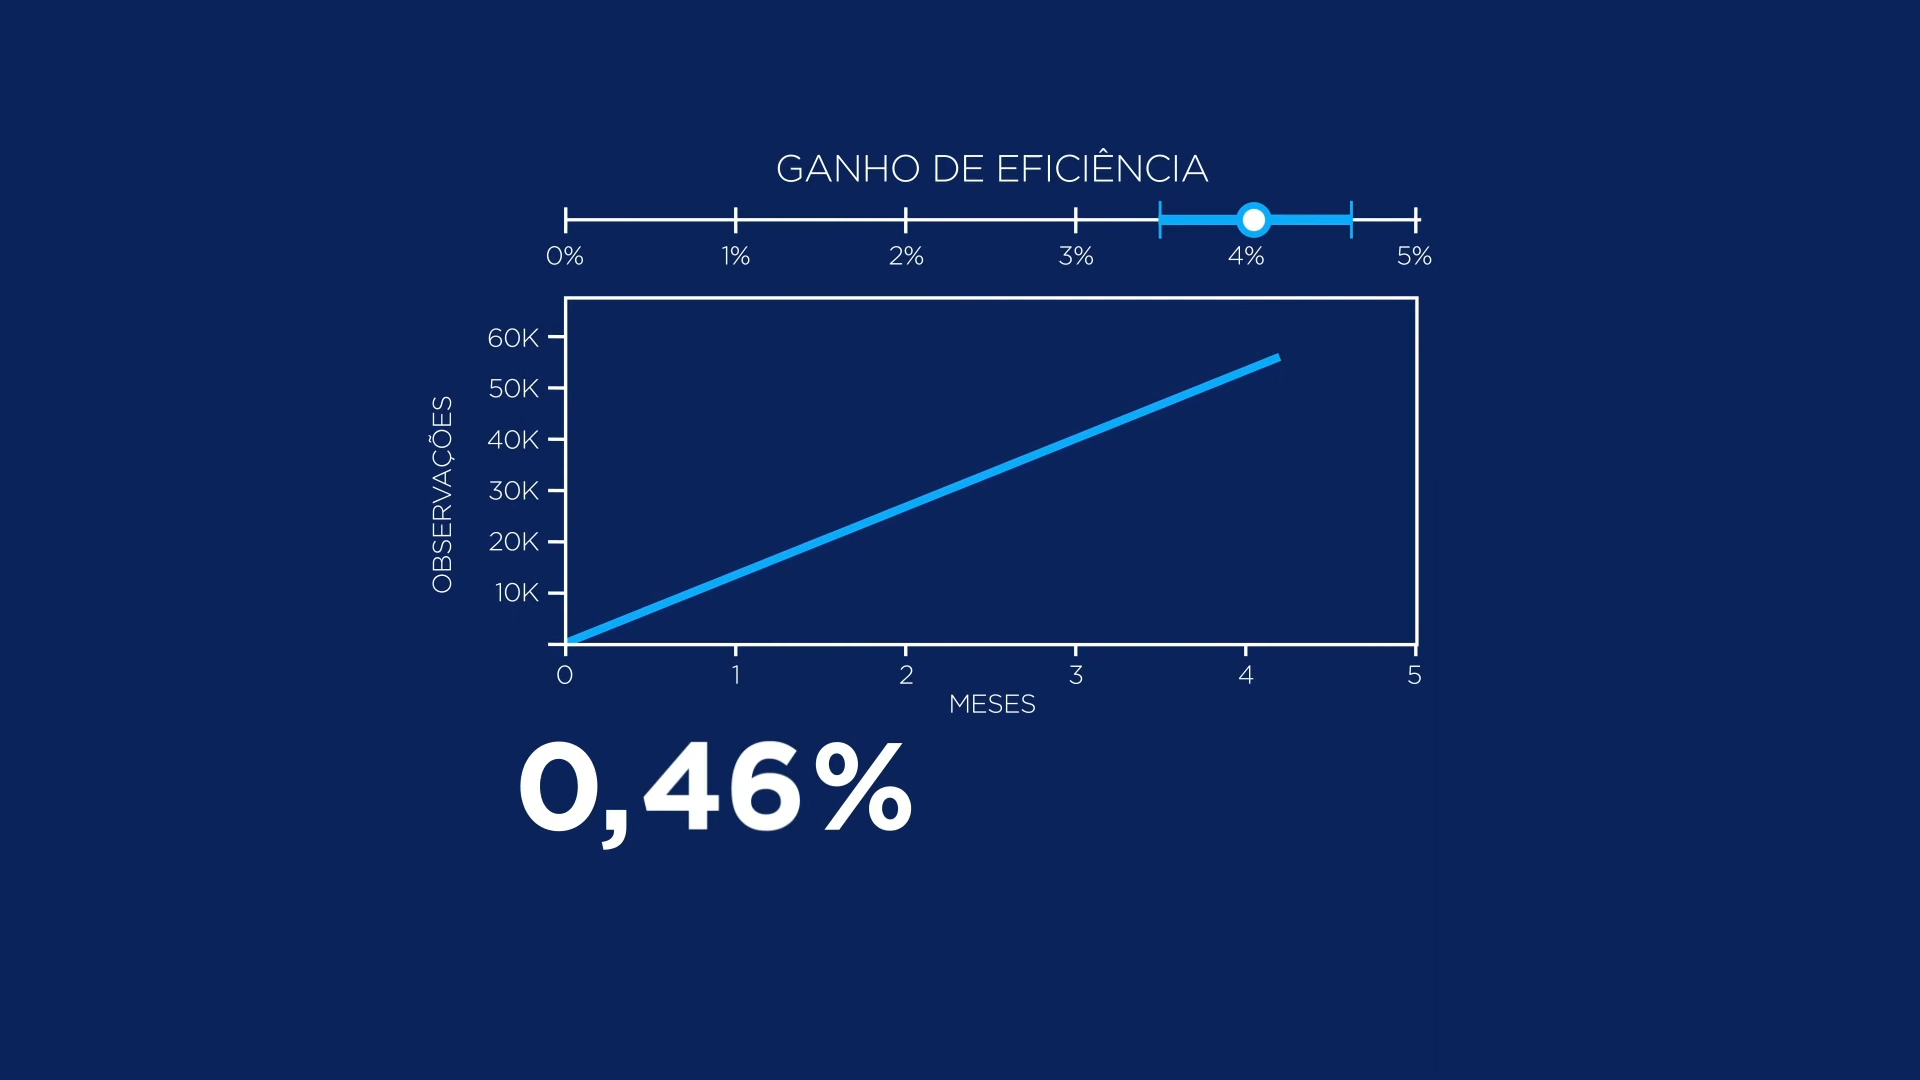 GANHO DE EFICIÊNCIA
0% 1% 2% 3% 4% 5%
60K
50K
40K
30K
20K
10K
OBSERVAÇÕES
0 1 2 3 4 5
MESES
0,46%